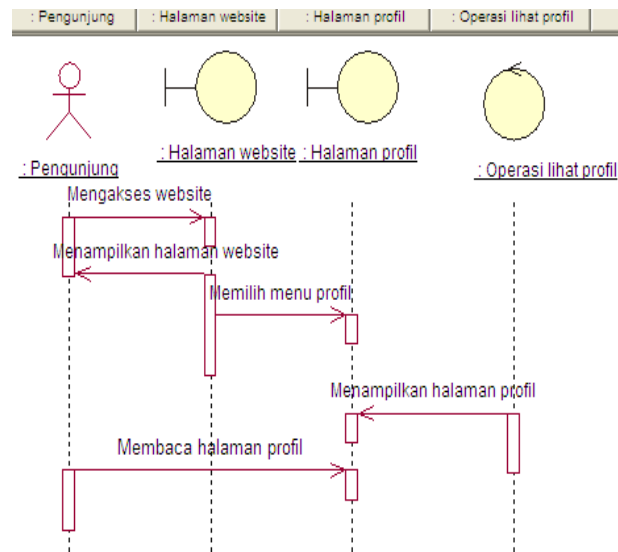 : Pengunjung
: Halaman website
: Halaman profil
: Operasi lihat profil
: Halaman website
: Halaman profil
: Pengunjung
: Operasi lihat profil
Mengakses website
Menampilkan halaman website
Memilih menu profil
Menampilkan halaman profil
Membaca halaman profil